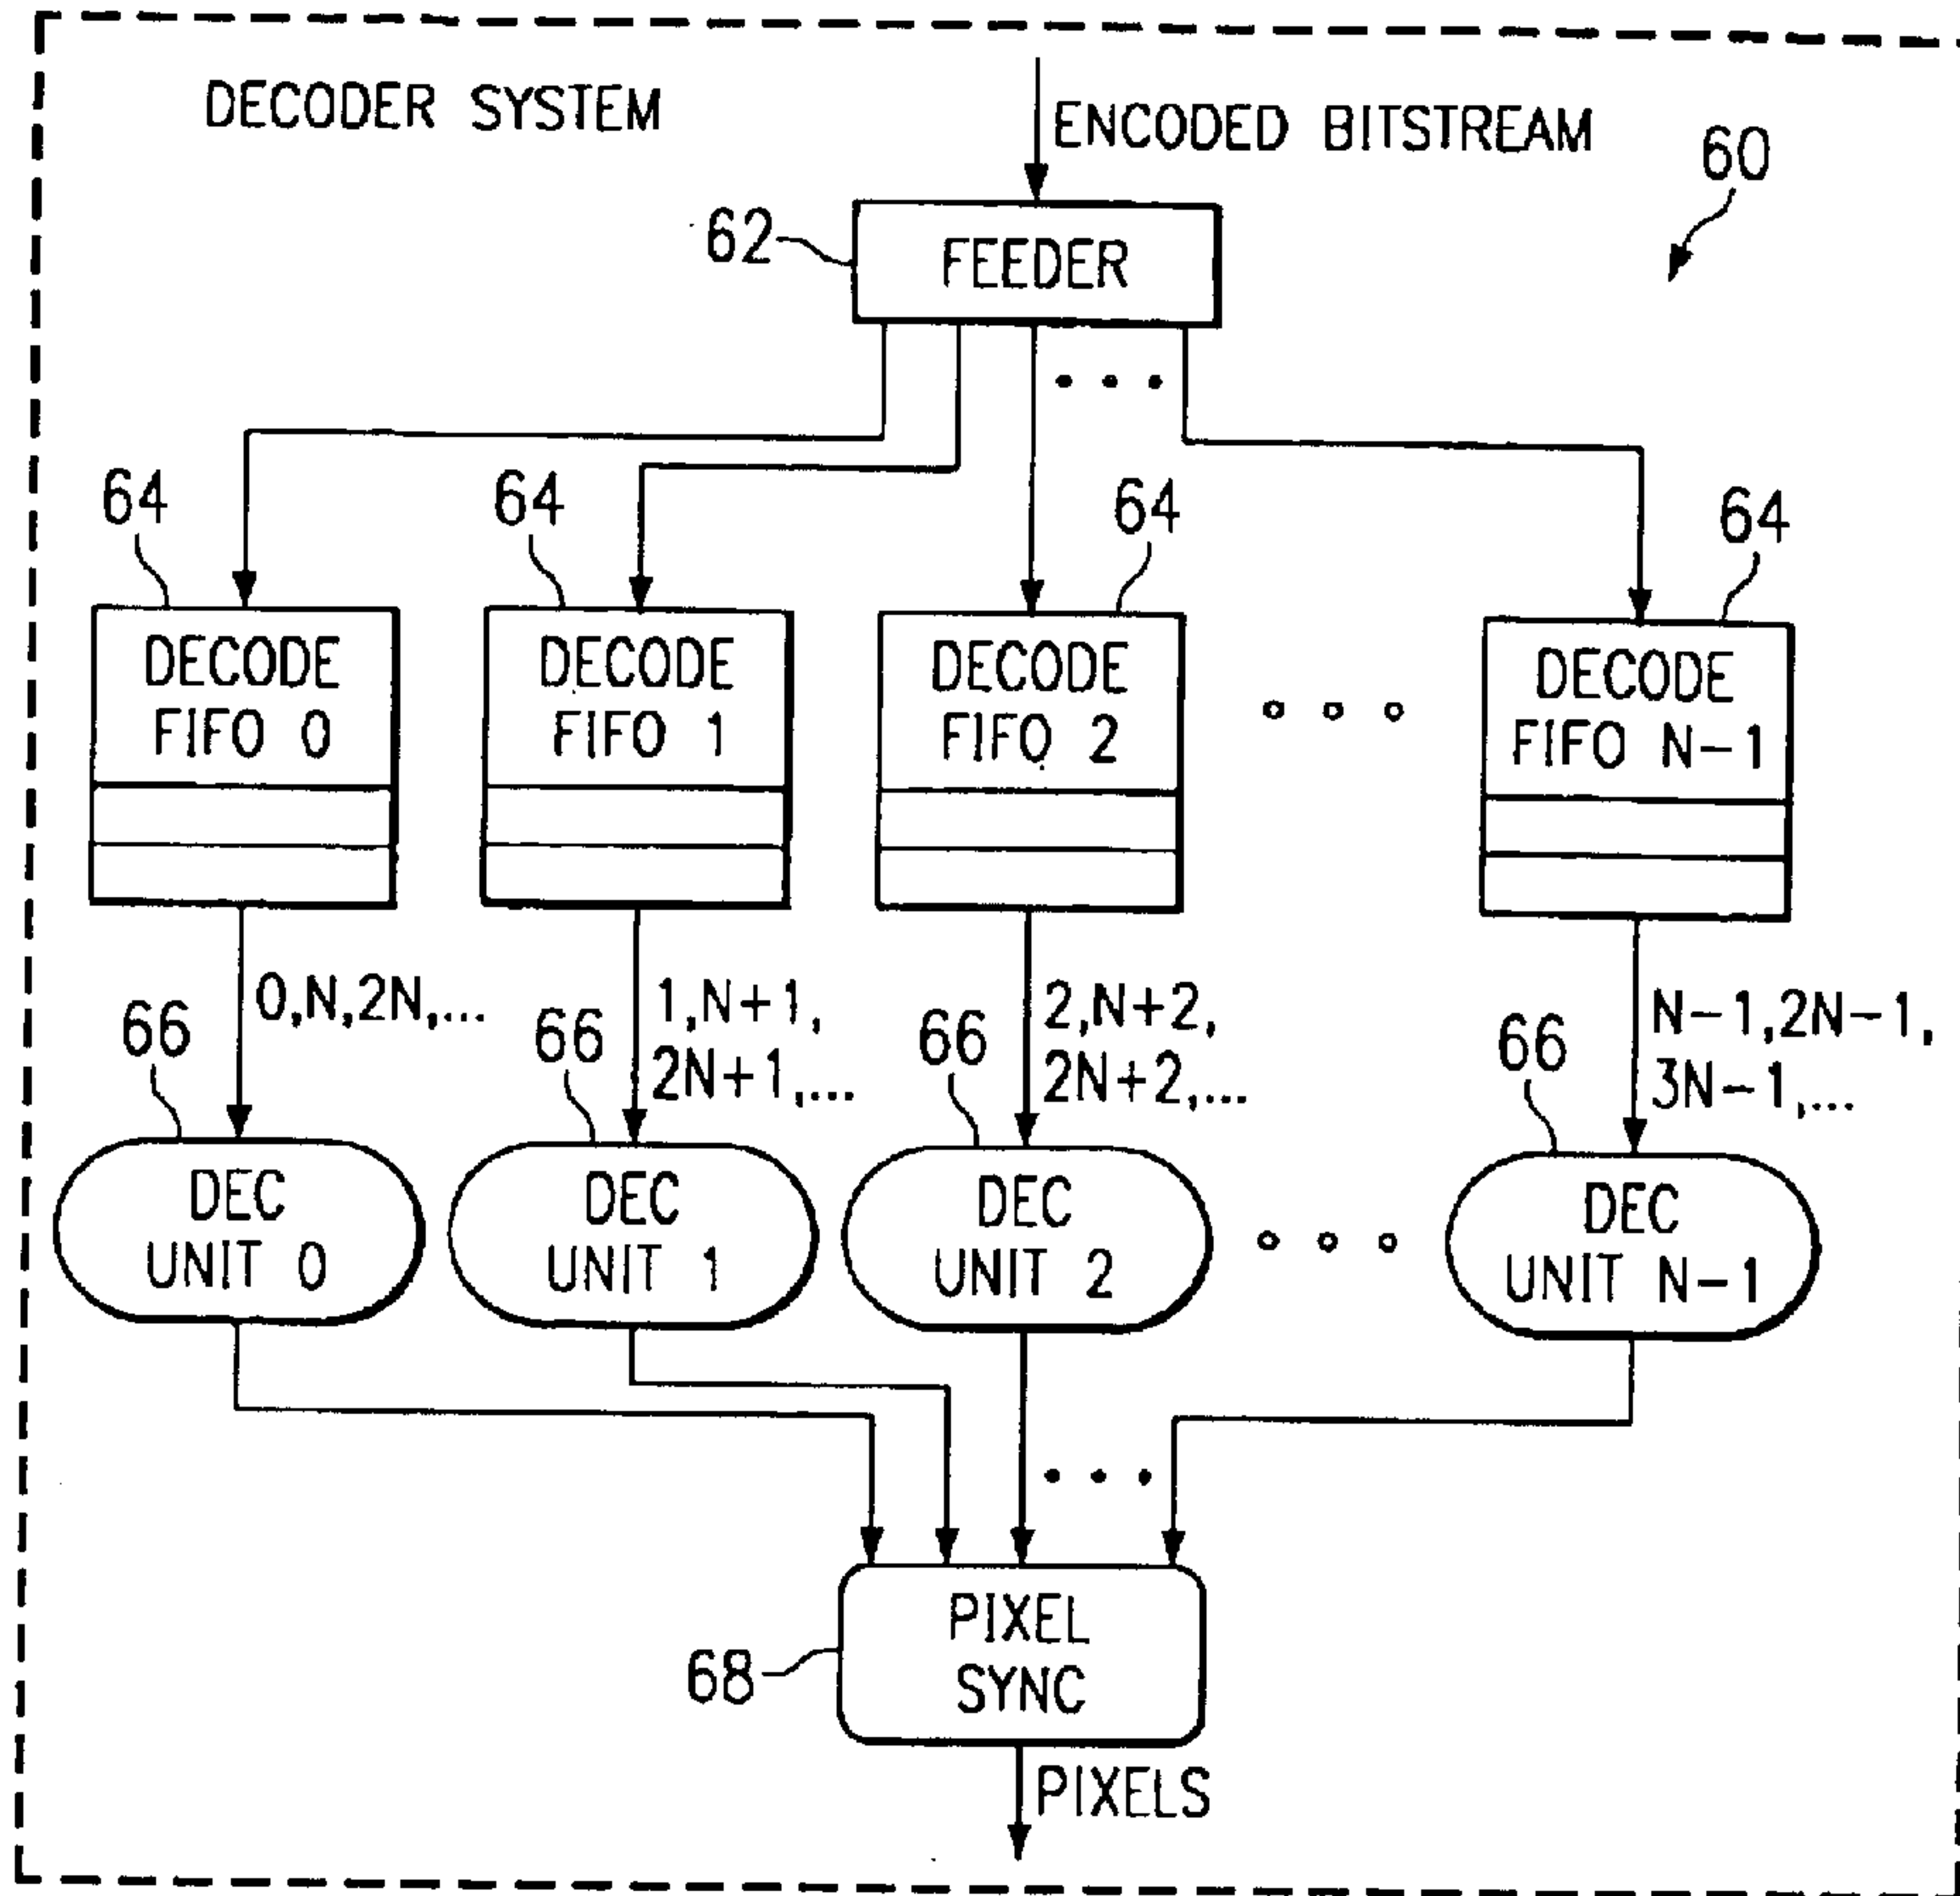 DECODER SYSTEM
ENCODED BITSTREAM
60
62
FEEDER
. . .
64
64
64
64
DECODE
FIFO 0
DECODE
FIFO 1
DECODE
FIFO 2
DECODE
FIFO N-1
0,N,2N,...
1,N+1,
2N+1,...
2,N+2,
2N+2,...
N-1,2N-1,
3N-1,...
66
66
66
66
DEC
UNIT 0
DEC
UNIT 1
DEC
UNIT 2
DEC
UNIT N-1
. . .
68
PIXEL
SYNC
PIXELS